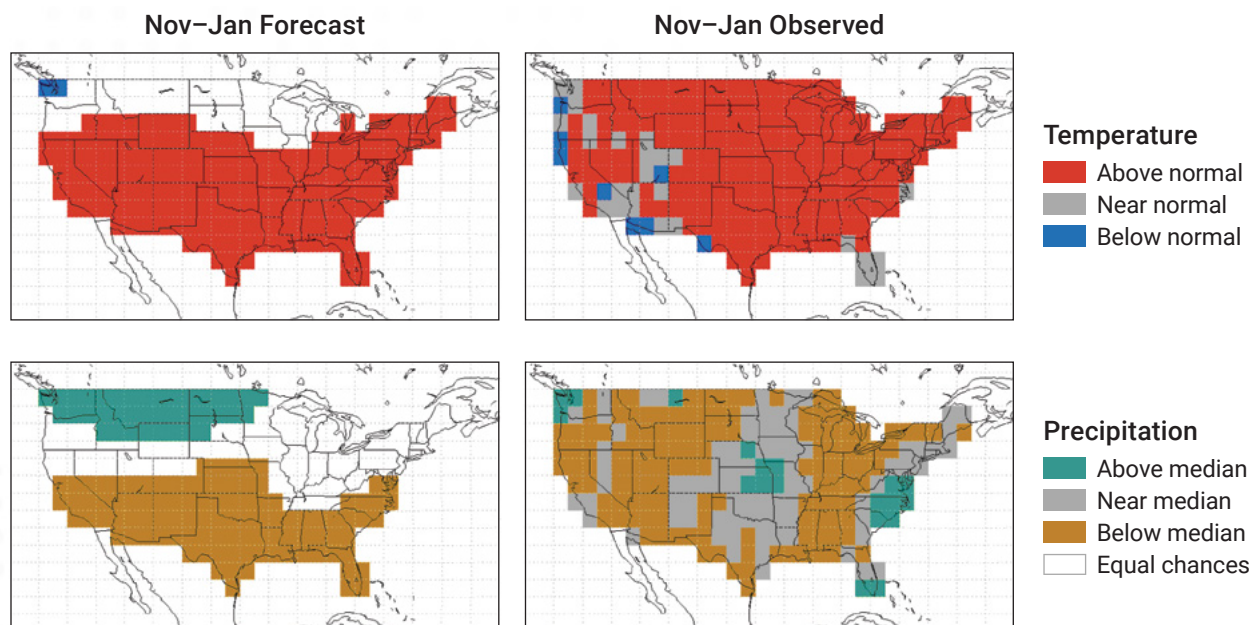 Nov–Jan Forecast
Nov–Jan Observed
Temperature
Above normal
Near normal
Below normal
Precipitation
Above median
Near median
Below median
Equal chances